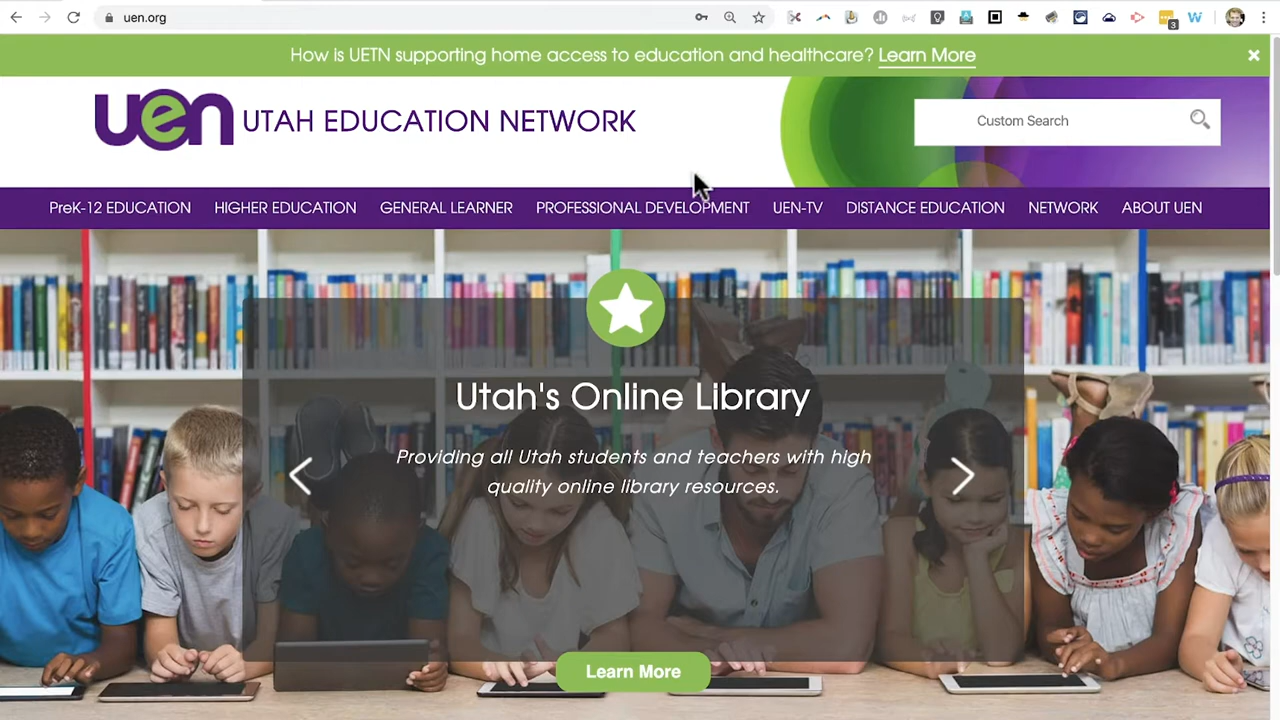 uen.org
3
W
How is UETN supporting home access to education and healthcare? Learn More
×
uen UTAH EDUCATION NETWORK
Custom Search
PreK-12 EDUCATION HIGHER EDUCATION GENERAL LEARNER PROFESSIONAL DEVELOPMENT UEN-TV DISTANCE EDUCATION NETWORK ABOUT UEN
Utah's Online Library
Providing all Utah students and teachers with high
quality online library resources.
Learn More